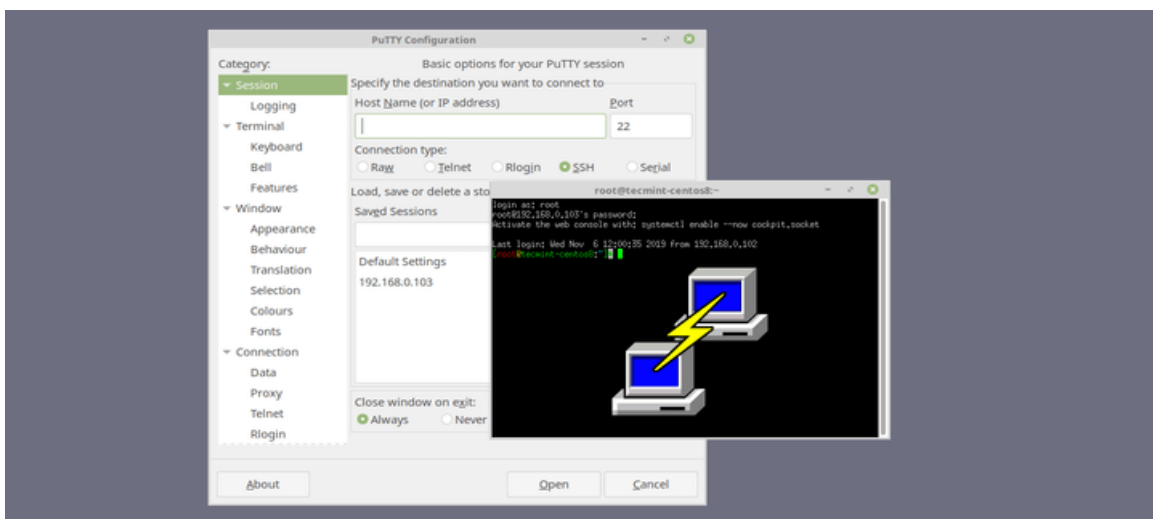 PuTTY Configuration
Category:
Session
Logging
Terminal
Keyboard
Bell
Features
Window
Appearance
Behaviour
Translation
Selection
Colours
Fonts
Connection
Data
Proxy
Telnet
Rlogin
Basic options for your PuTTY session
Specify the destination you want to connect to
Host Name (or IP address) Port
22
Connection type:
Raw Telnet Rlogin SSH Serial
Load, save or delete a sto
Saved Sessions
Default Settings
192.168.0.103
Close window on exit:
Always Never
About Open Cancel
root@tecmint-centos8:~
login as: root
root@192.168.0.103's password:
Activate the web console with: systemctl enable --now cockpit.socket
Last login: Wed Nov 6 12:00:35 2019 from 192.168.0.102
[root@tecmint-centos8:~]#